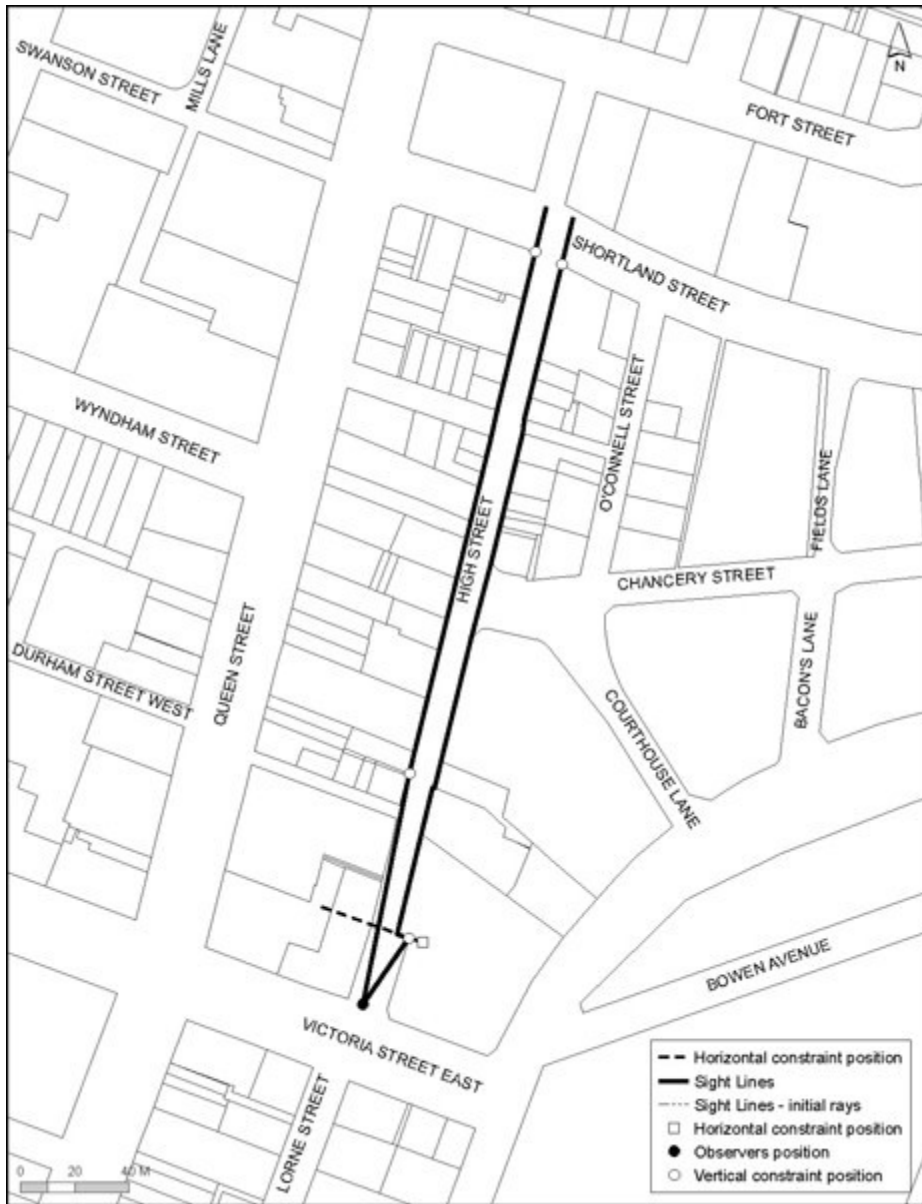 SWANSON STREET
MILLS LANE
N
FORT STREET
SHORTLAND STREET
WYNDHAM STREET
O'CONNELL STREET
HIGH STREET
FIELDS LANE
CHANCERY STREET
QUEEN STREET
DURHAM STREET WEST
BACON'S LANE
COURTHOUSE LANE
BOWEN AVENUE
VICTORIA STREET EAST
LORNE STREET
Horizontal constraint position
Sight Lines
Sight Lines - initial rays
Horizontal constraint position
Observers position
Vertical constraint position
0 20 40 M